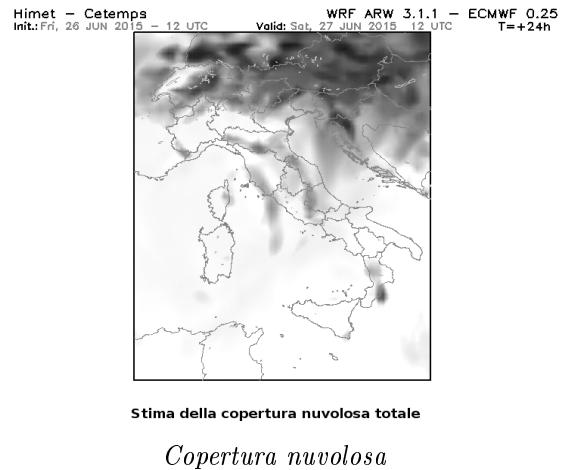 Himet – Cetemps WRF ARW 3.1.1 – ECMWF 0.25
Init.: Fri, 26 JUN 2015 – 12 UTC Valid: Sat, 27 JUN 2015 12 UTC T=+24h
Stima della copertura nuvolosa totale
Copertura nuvolosa